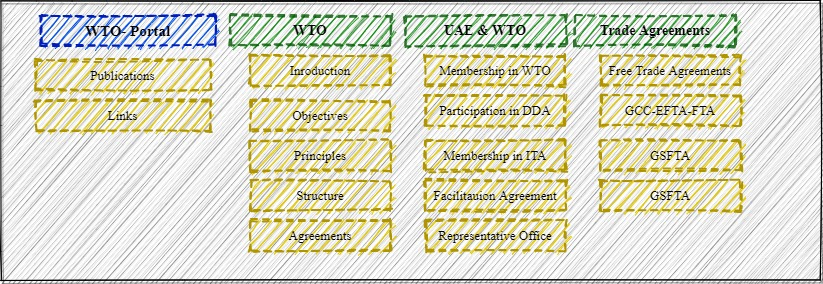 WTO- Portal
WTO
UAE & WTO
Trade Agreements
Publications
Links
Inroduction
Objectives
Principles
Structure
Agreements
Membership in WTO
Participation in DDA
Membership in ITA
Facilitauion Agreement
Representative Office
Free Trade Agreements
GCC-EFTA-FTA
GSFTA
GSFTA